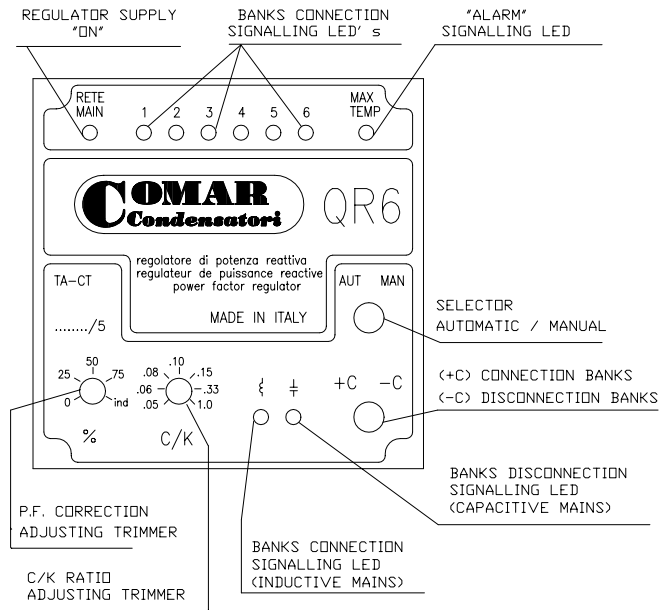 REGULATOR SUPPLY
"ON"
BANKS CONNECTION
SIGNALLING LED' s
"ALARM"
SIGNALLING LED
RETE
MAIN
1 2 3 4 5 6
MAX
TEMP
COMAR
Condensatori
QR6
regolatore di potenza reattiva
regulateur de puissance reactive
power factor regulator
MADE IN ITALY
TA-CT
......../5
AUT MAN
SELECTOR
AUTOMATIC / MANUAL
0 25 50 .75 ind
%
.05 .06 .08 .10 .15 .33 1.0
C/K
+C -C
(+C) CONNECTION BANKS
(-C) DISCONNECTION BANKS
BANKS DISCONNECTION
SIGNALLING LED
(CAPACITIVE MAINS)
P.F. CORRECTION
ADJUSTING TRIMMER
BANKS CONNECTION
SIGNALLING LED
(INDUCTIVE MAINS)
C/K RATIO
ADJUSTING TRIMMER